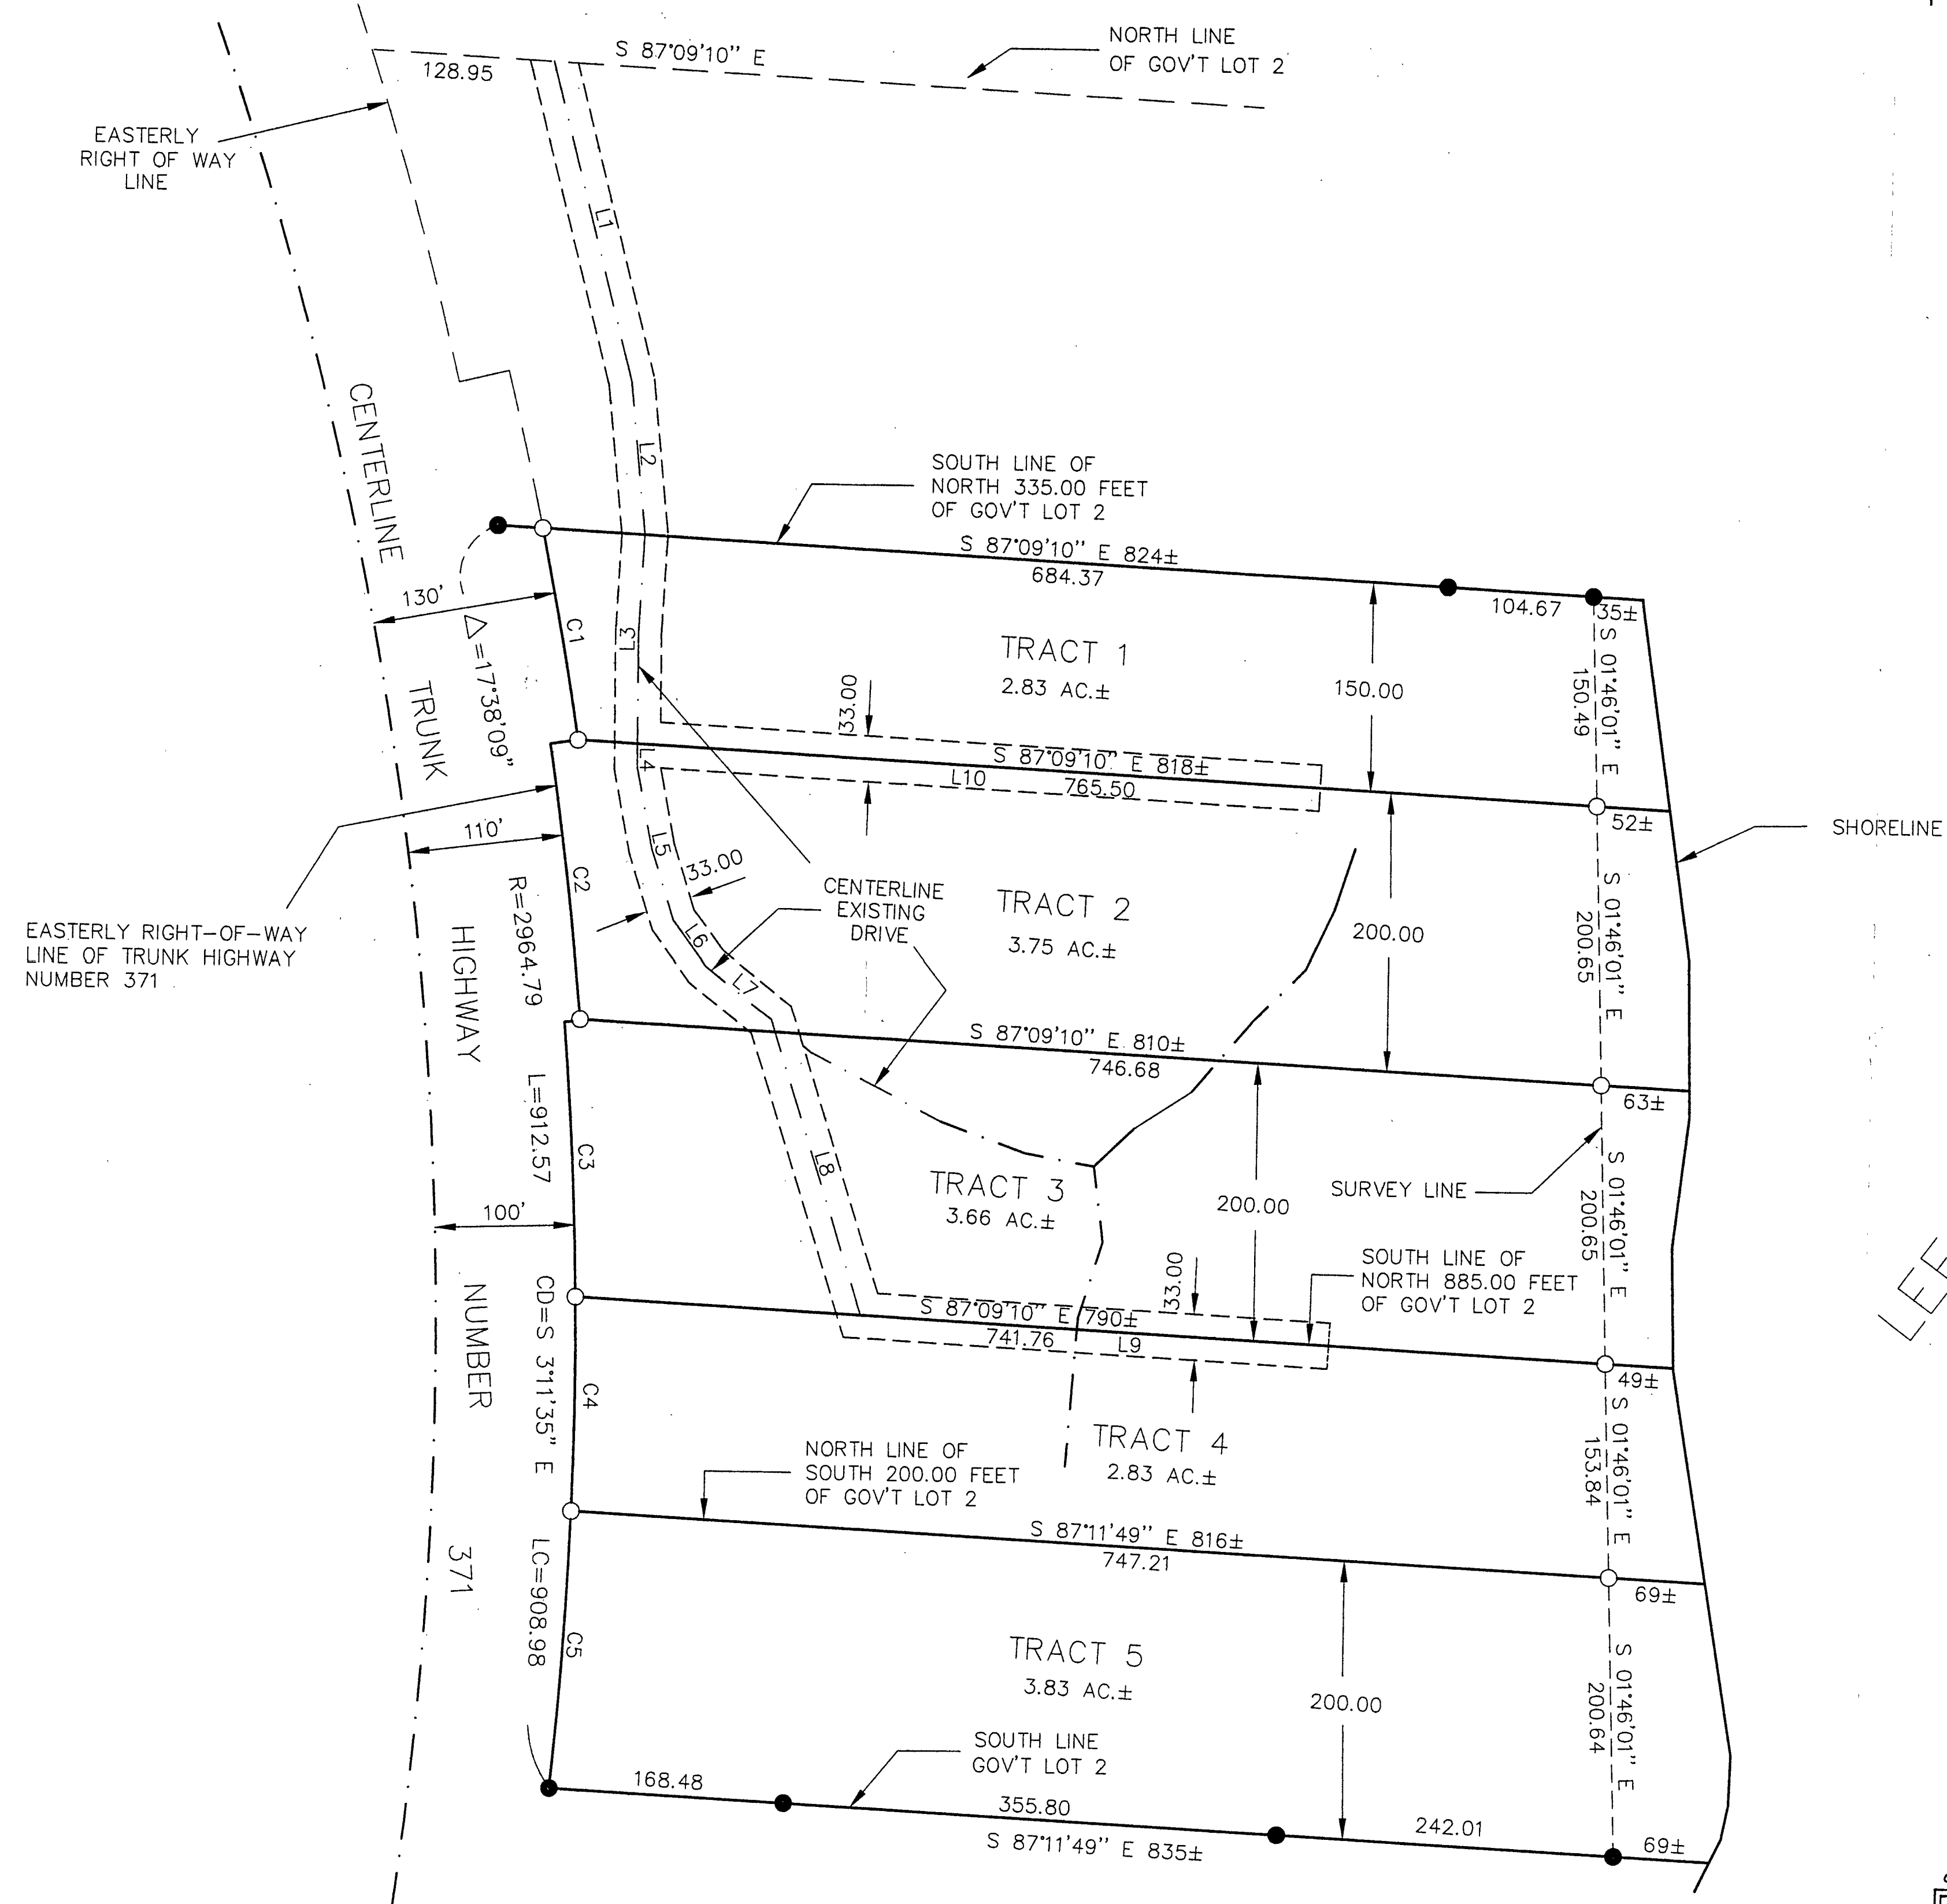 S 87°09'10" E
128.95
NORTH LINE
OF GOV'T LOT 2
EASTERLY
RIGHT OF WAY
LINE
L1
L2
CENTERLINE
TRUNK
HIGHWAY
NUMBER
371
SOUTH LINE OF
NORTH 335.00 FEET
OF GOV'T LOT 2
S 87°09'10" E 824±
684.37
104.67
35±
130'
△=17°38'09"
C1
L3
TRACT 1
2.83 AC.±
33.00
150.00
S 01°46'01" E
150.49
L4
S 87°09'10" E 818±
L10
765.50
52±
SHORELINE
110'
C2
R=2964.79
L5
33.00
L6
L7
CENTERLINE
EXISTING
DRIVE
TRACT 2
3.75 AC.±
200.00
S 01°46'01" E
200.65
EASTERLY RIGHT-OF-WAY
LINE OF TRUNK HIGHWAY
NUMBER 371
S 87°09'10" E 810±
746.68
63±
L=912.57
C3
L8
TRACT 3
3.66 AC.±
200.00
SURVEY LINE
S 01°46'01" E
200.65
100'
33.00
SOUTH LINE OF
NORTH 885.00 FEET
OF GOV'T LOT 2
S 87°09'10" E 790±
741.76
L9
49±
CD=S 3°11'35" E
C4
TRACT 4
2.83 AC.±
S 01°46'01" E
153.84
NORTH LINE OF
SOUTH 200.00 FEET
OF GOV'T LOT 2
S 87°11'49" E 816±
747.21
69±
LC=908.98
C5
TRACT 5
3.83 AC.±
200.00
S 01°46'01" E
200.64
SOUTH LINE
GOV'T LOT 2
168.48
355.80
242.01
69±
S 87°11'49" E 835±